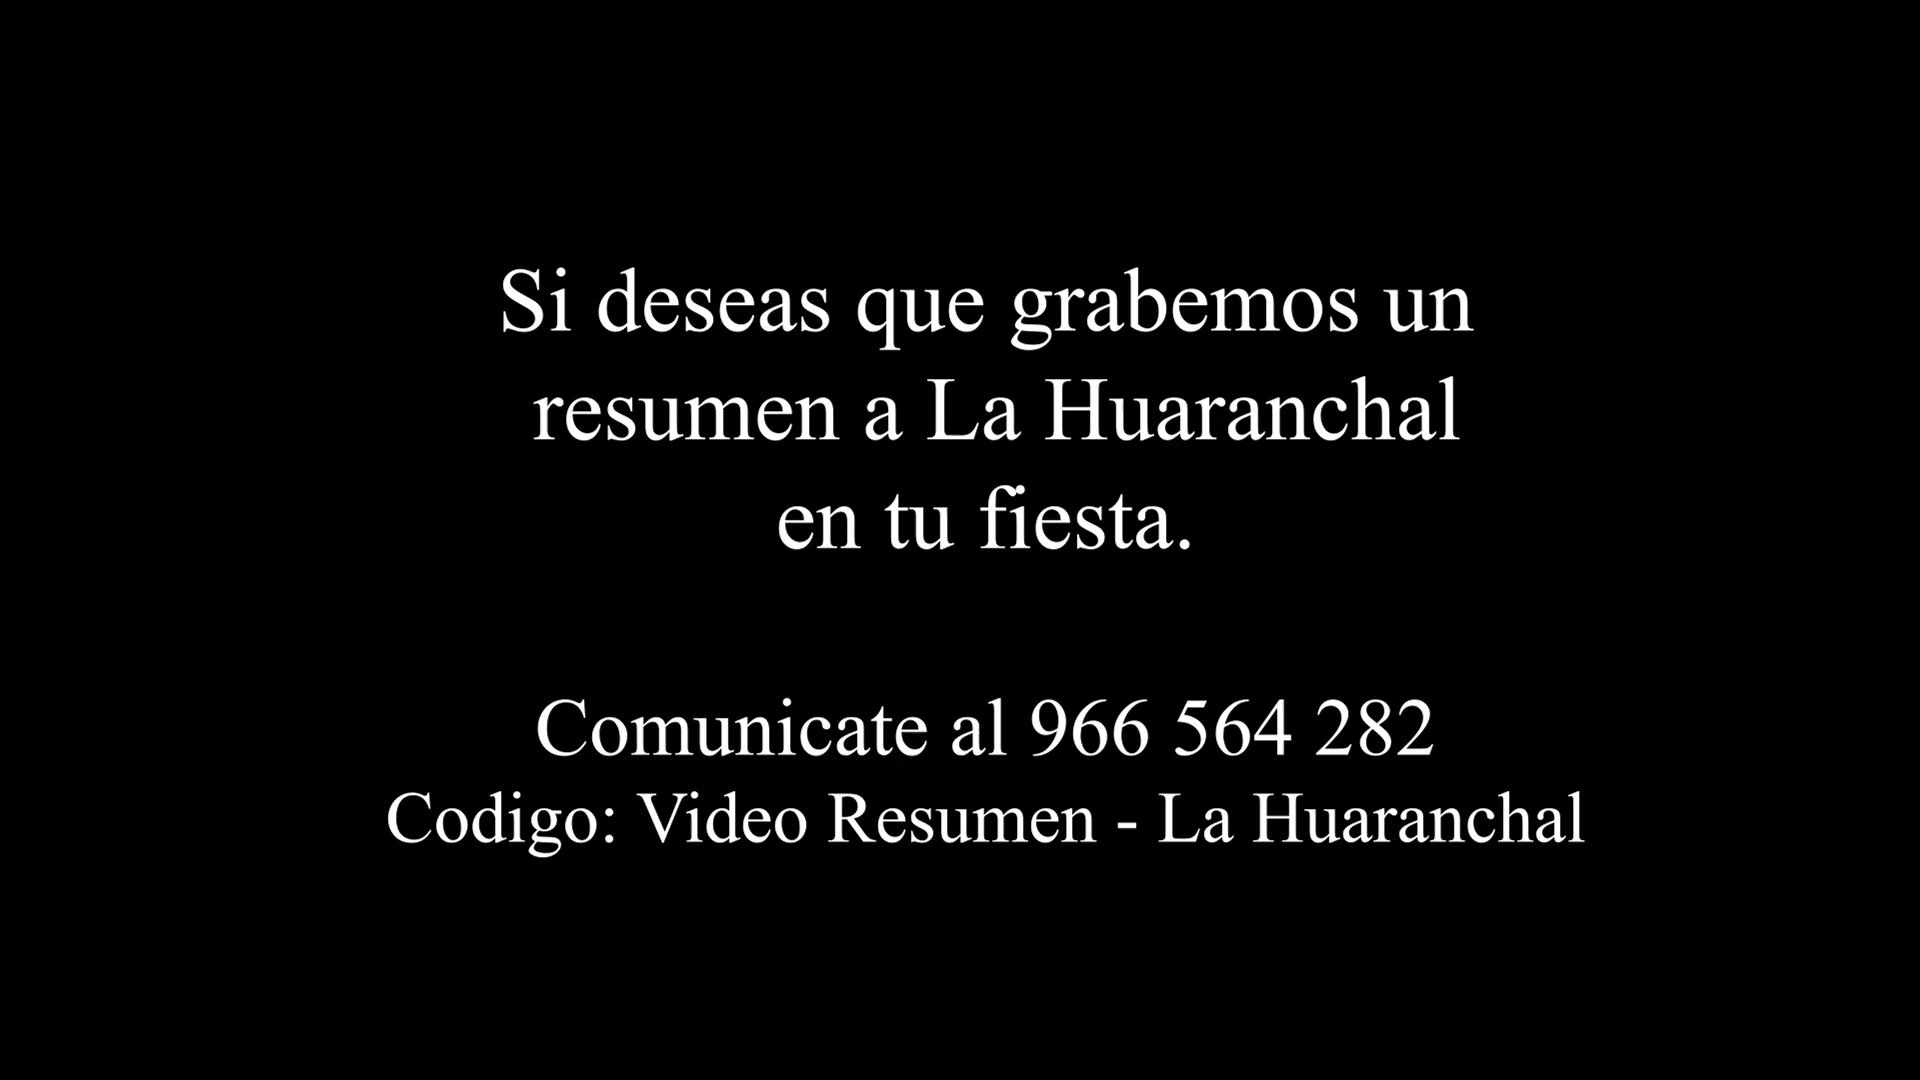 Si deseas que grabemos un
resumen a La Huaranchal
en tu fiesta.
Comunicate al 966 564 282
Codigo: Video Resumen - La Huaranchal